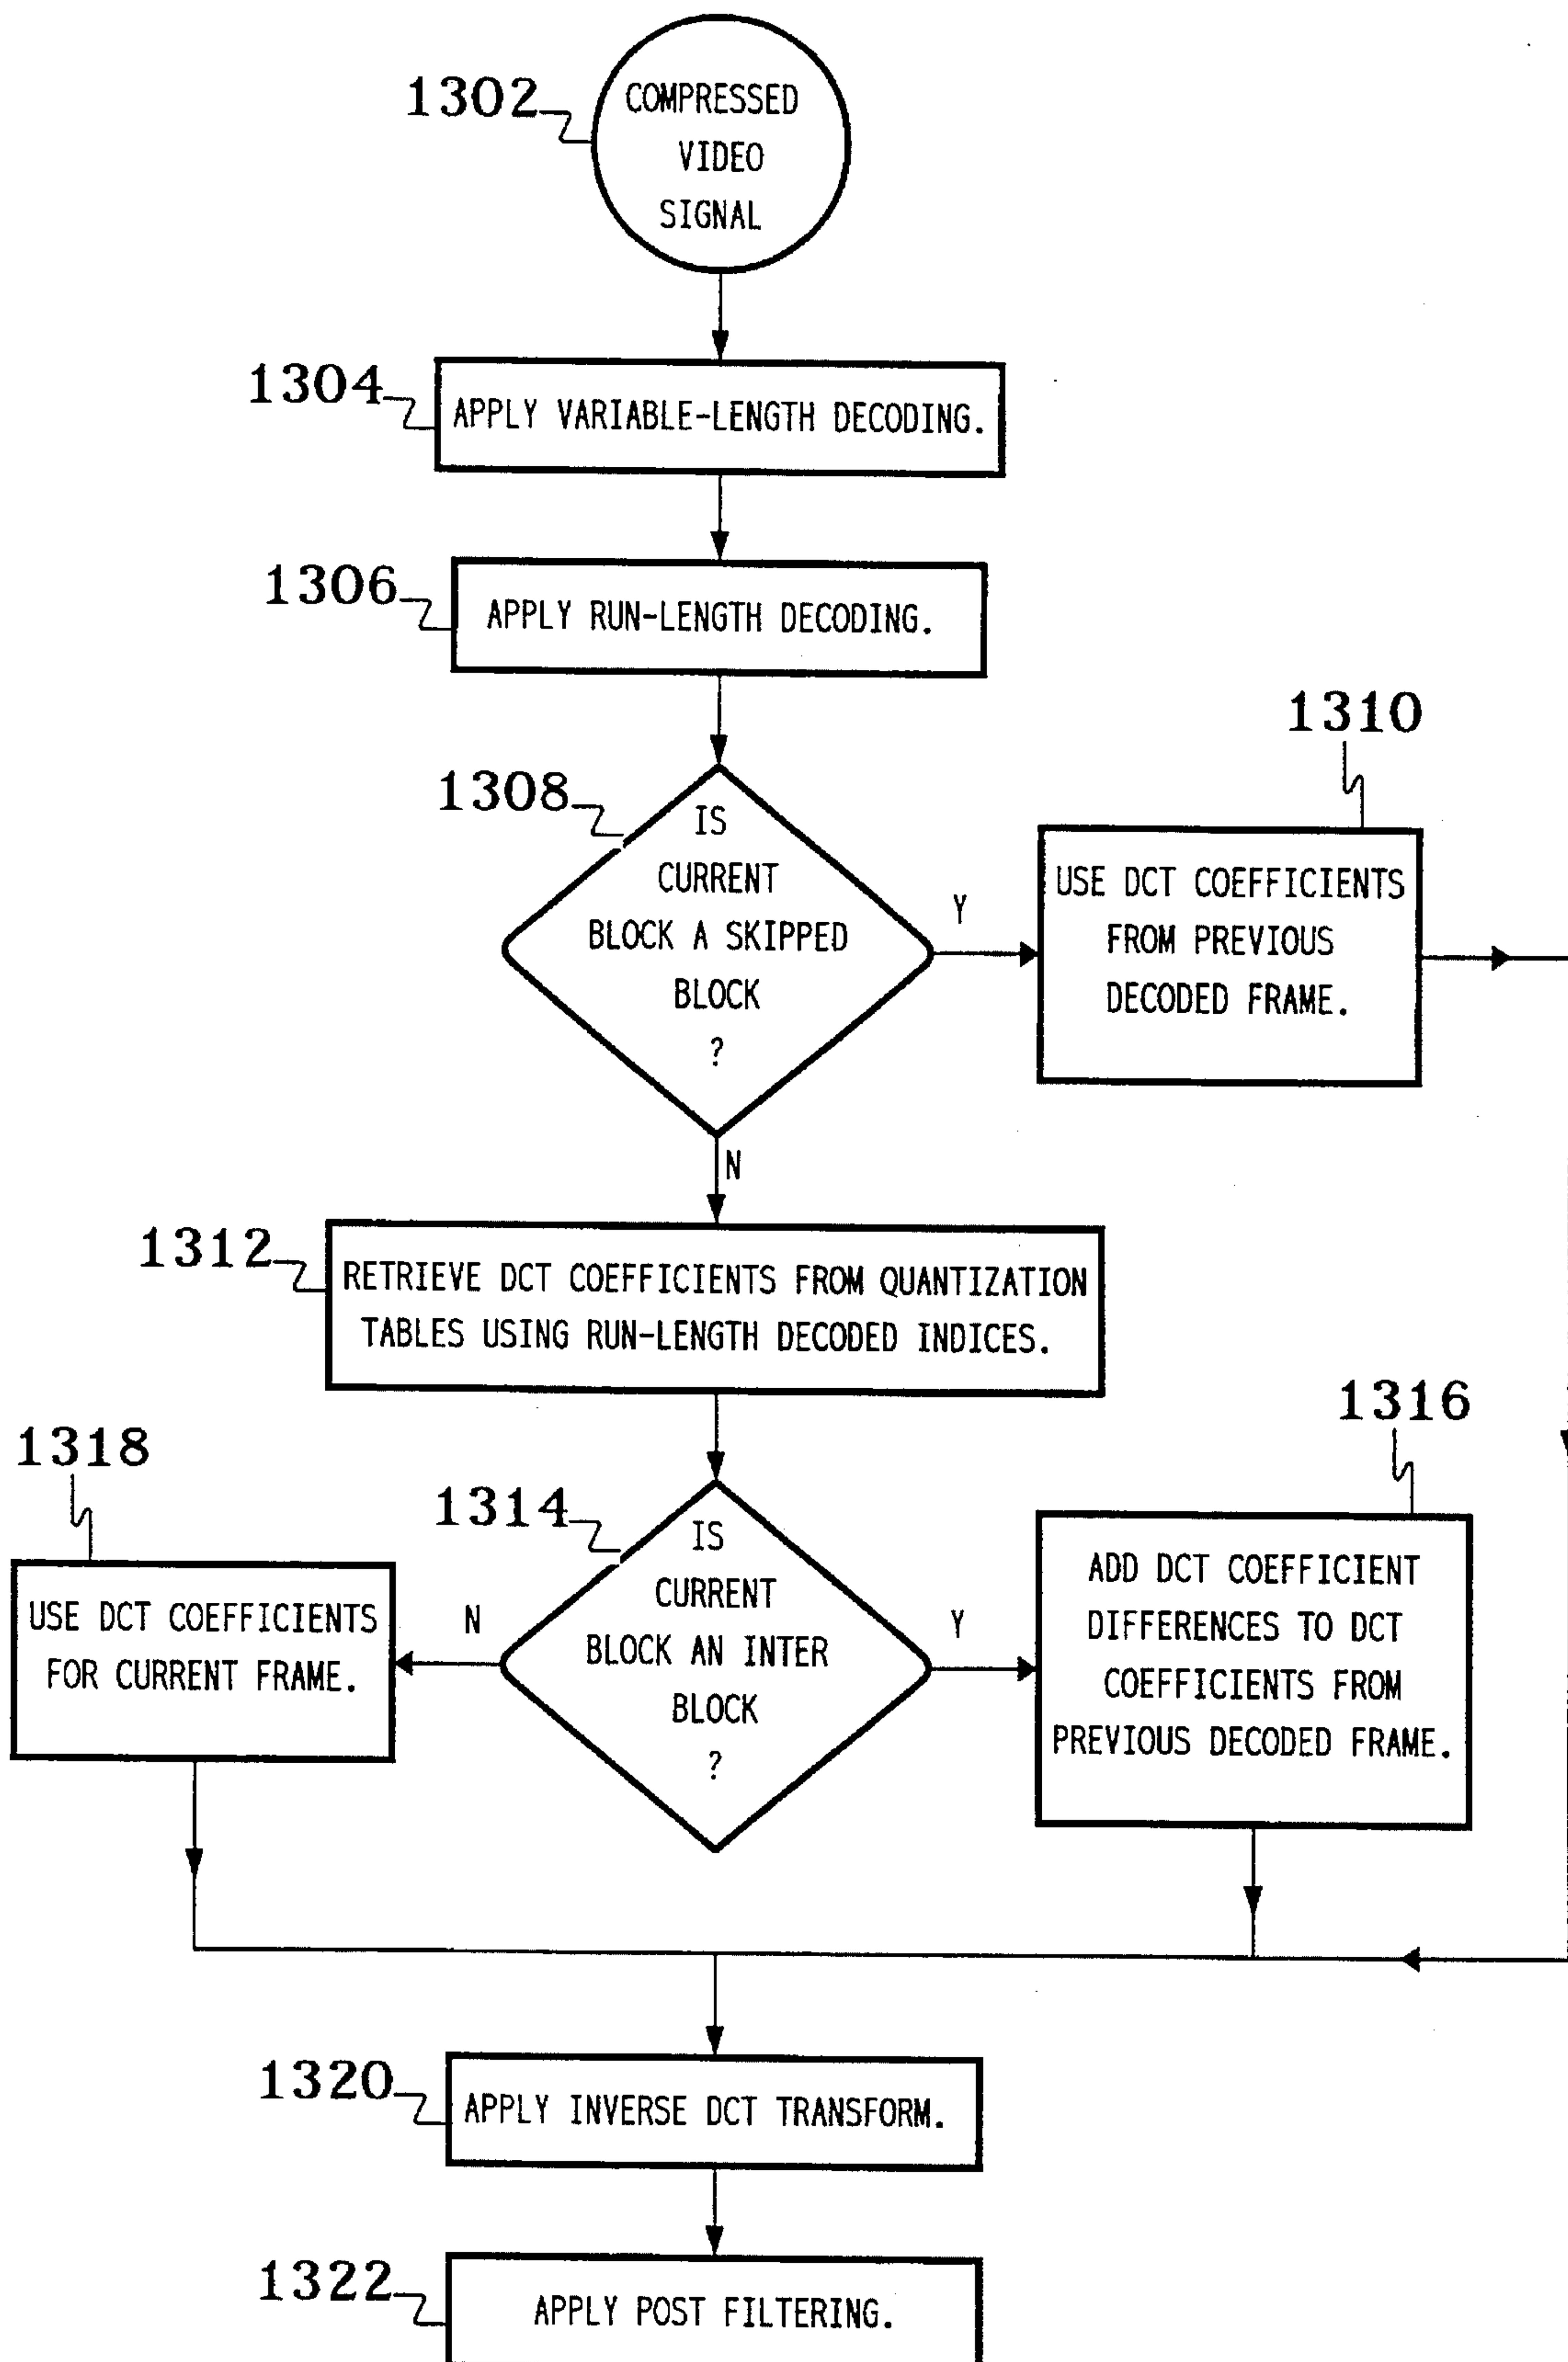 1302
COMPRESSED
VIDEO
SIGNAL
1304
APPLY VARIABLE-LENGTH DECODING.
1306
APPLY RUN-LENGTH DECODING.
1308
IS
CURRENT
BLOCK A SKIPPED
BLOCK
?
Y
1310
USE DCT COEFFICIENTS
FROM PREVIOUS
DECODED FRAME.
N
1312
RETRIEVE DCT COEFFICIENTS FROM QUANTIZATION
TABLES USING RUN-LENGTH DECODED INDICES.
1314
IS
CURRENT
BLOCK AN INTER
BLOCK
?
Y
1316
ADD DCT COEFFICIENT
DIFFERENCES TO DCT
COEFFICIENTS FROM
PREVIOUS DECODED FRAME.
N
1318
USE DCT COEFFICIENTS
FOR CURRENT FRAME.
1320
APPLY INVERSE DCT TRANSFORM.
1322
APPLY POST FILTERING.